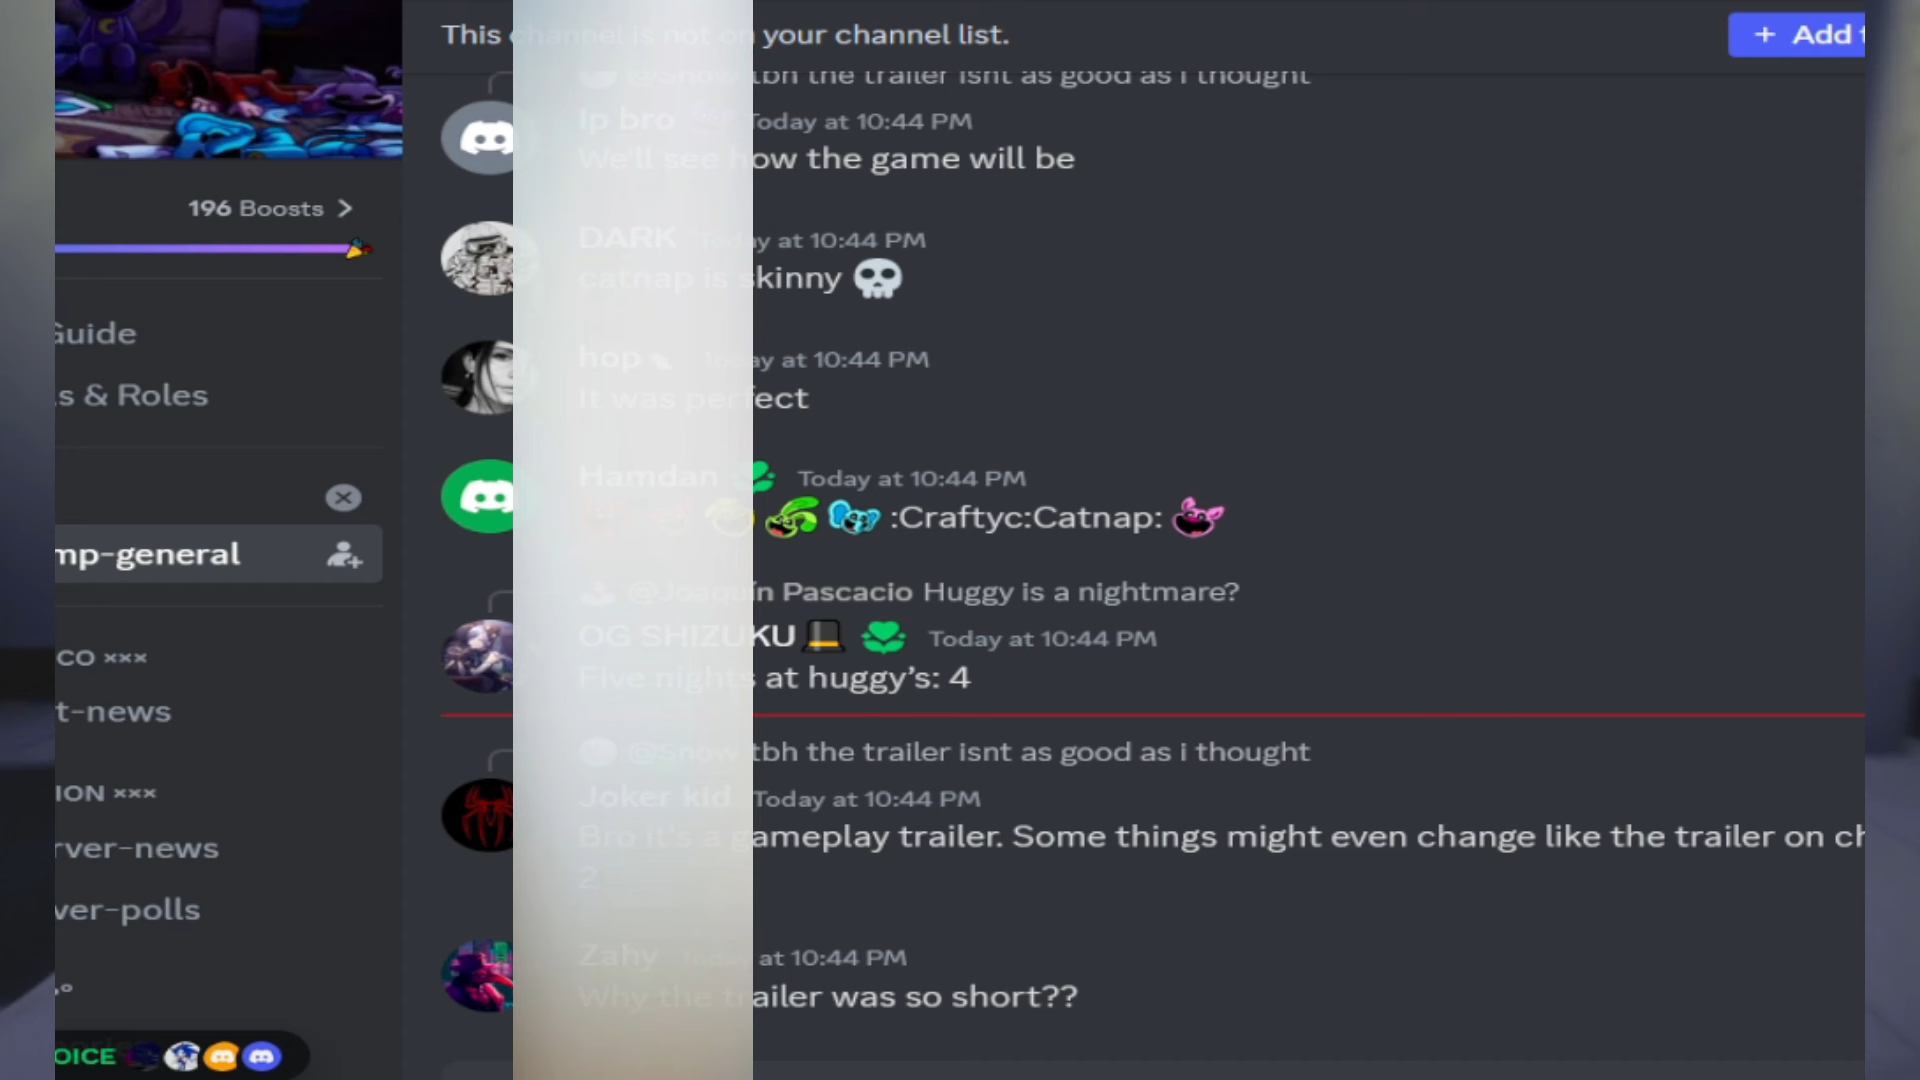 This channel is not on your channel list.
+ Add
@Snow tbh the trailer isnt as good as i thought
lp bro Today at 10:44 PM
We'll see how the game will be
196 Boosts
DARK Today at 10:44 PM
catnap is skinny
Guide
hop Today at 10:44 PM
s & Roles
It was perfect
Hamdan Today at 10:44 PM
:Craftyc:Catnap:
mp-general
@Joaquín Pascacio Huggy is a nightmare?
OG SHIZUKU Today at 10:44 PM
CO ×××
Five nights at huggy’s: 4
t-news
@Snow tbh the trailer isnt as good as i thought
ION ×××
Joker kid Today at 10:44 PM
Bro it's a gameplay trailer. Some things might even change like the trailer on ch
2
rver-news
ver-polls
Zahy Today at 10:44 PM
Why the trailer was so short??
OICE